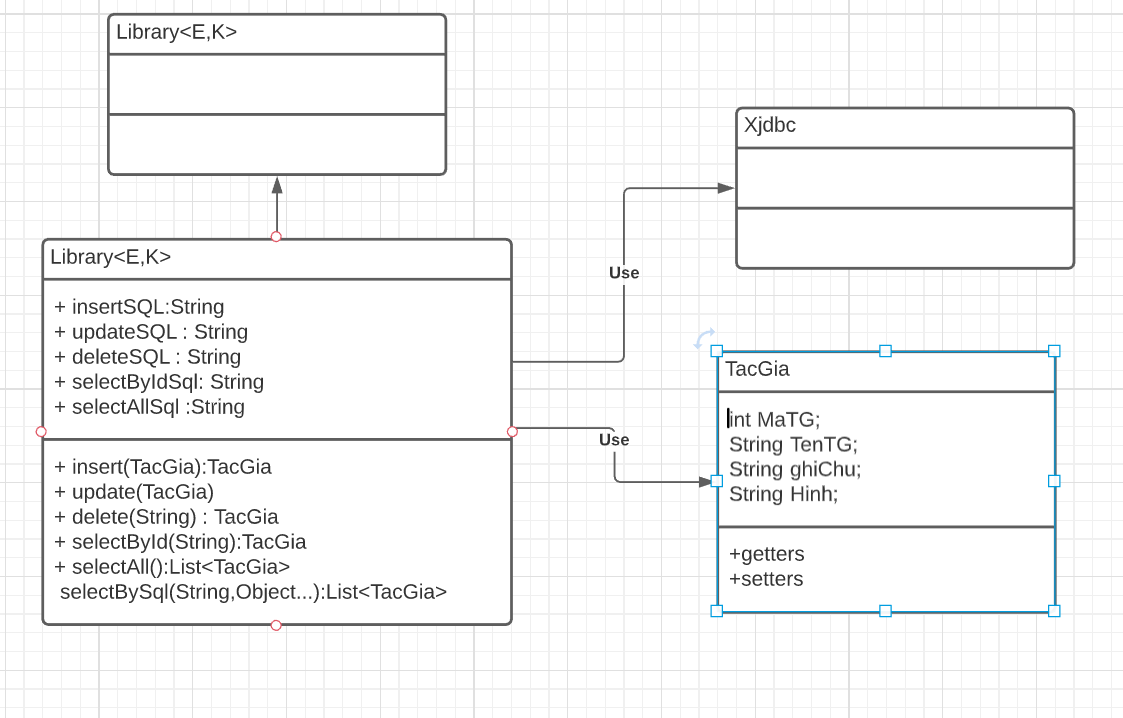 Library<E,K>
Library<E,K>
+ insertSQL:String
+ updateSQL : String
+ deleteSQL : String
+ selectByIdSql: String
+ selectAllSql :String
+ insert(TacGia):TacGia
+ update(TacGia)
+ delete(String) : TacGia
+ selectById(String):TacGia
+ selectAll():List<TacGia>
selectBySql(String,Object...):List<TacGia>
Use
Use
Xjdbc
TacGia
int MaTG;
String TenTG;
String ghiChu;
String Hinh;
+getters
+setters